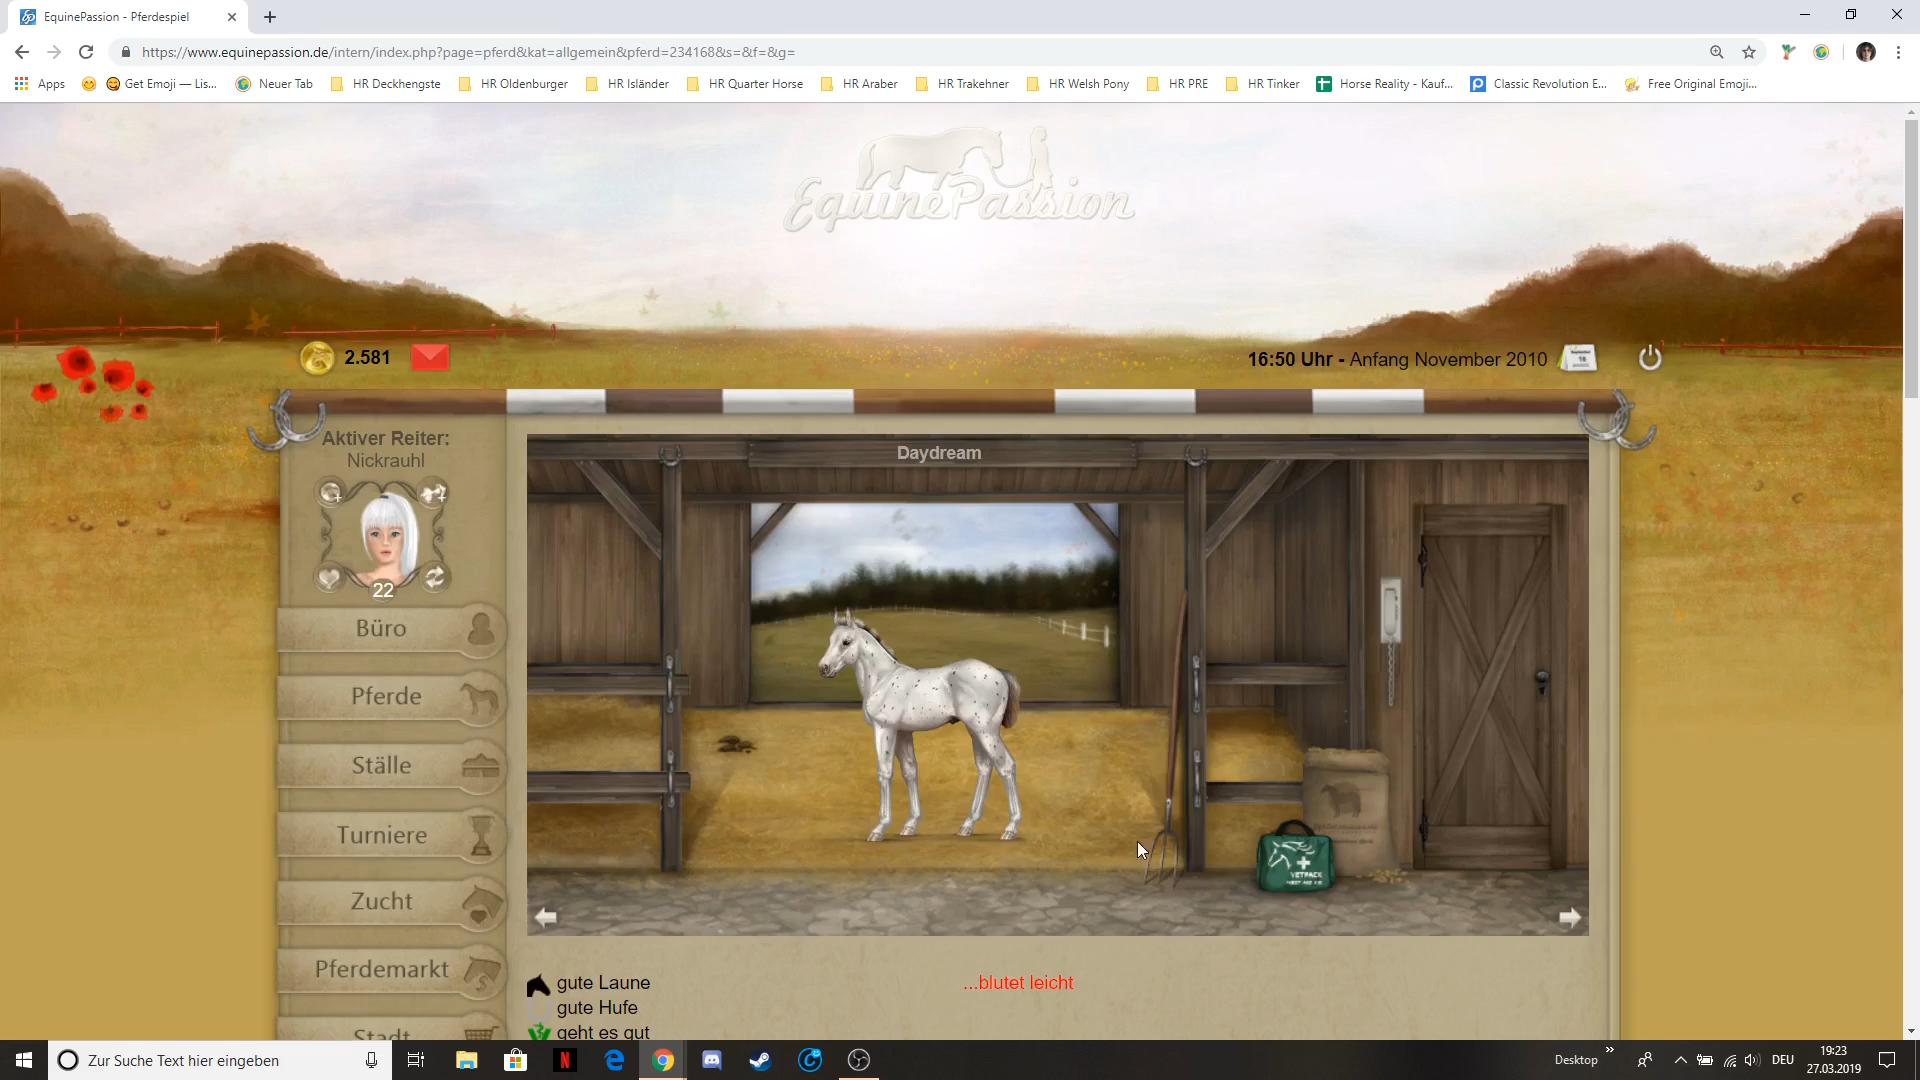 EquinePassion - Pferdespiel
https://www.equinepassion.de/intern/index.php?page=pferd&kat=allgemein&pferd=234168&s=&f=&g=
Apps Get Emoji — Lis... Neuer Tab HR Deckhengste HR Oldenburger HR Isländer HR Quarter Horse HR Araber HR Trakehner HR Welsh Pony HR PRE HR Tinker Horse Reality - Kauf... Classic Revolution E... Free Original Emoji...
EquinePassion
2.581
16:50 Uhr - Anfang November 2010
Aktiver Reiter:
Nickrauhl
22
Daydream
Büro
Pferde
Ställe
Turniere
Zucht
Pferdemarkt
Stadt
VETPACK
gute Laune
...blutet leicht
gute Hufe
geht es gut
Zur Suche Text hier eingeben
Desktop
DEU
19:23
27.03.2019